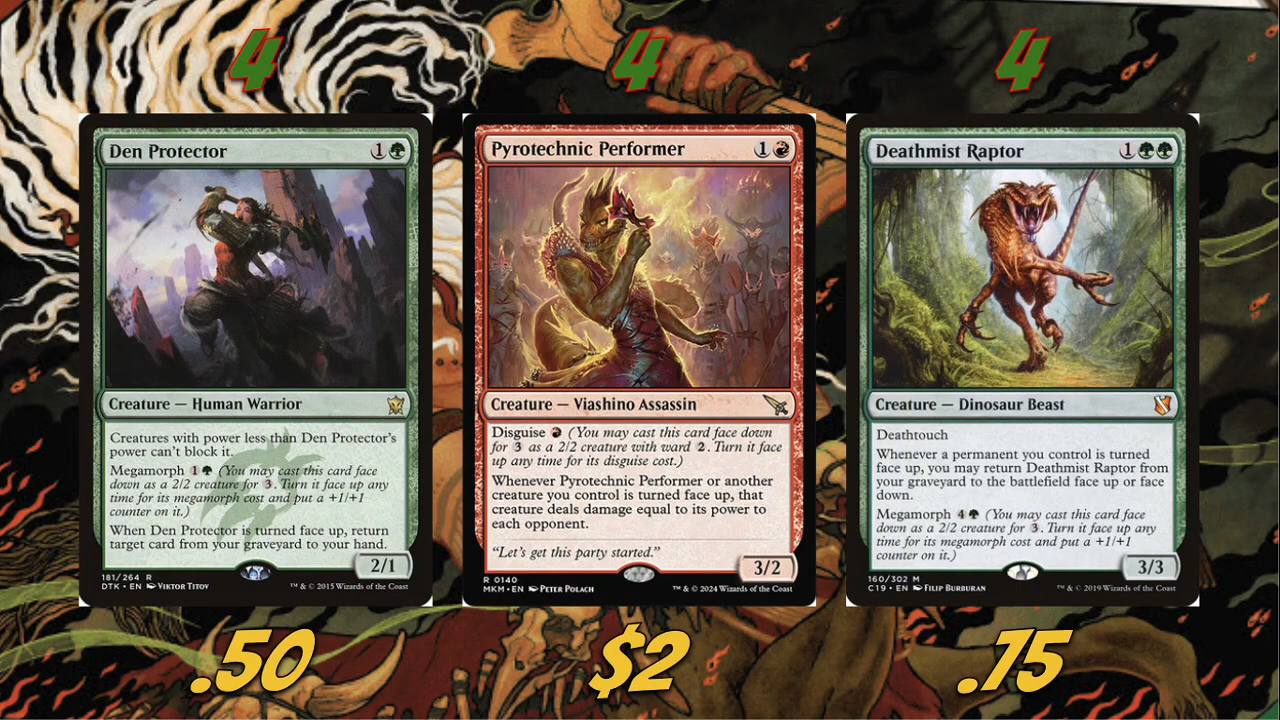 4
4
4
Den Protector
1
Creature — Human Warrior
Creatures with power less than Den Protector's
power can't block it.
Megamorph 1 (You may cast this card face
down as a 2/2 creature for 3. Turn it face up any
time for its megamorph cost and put a +1/+1
counter on it.)
When Den Protector is turned face up, return
target card from your graveyard to your hand.
2/1
181/264 R
DTK • EN VIKTOR TITOV
™ & © 2015 Wizards of the Coast
Pyrotechnic Performer
1
Creature — Viashino Assassin
Disguise (You may cast this card face down
for 3 as a 2/2 creature with ward 2. Turn it face
up any time for its disguise cost.)
Whenever Pyrotechnic Performer or another
creature you control is turned face up, that
creature deals damage equal to its power to
each opponent.
“Let's get this party started.”
3/2
R 0140
MKM • EN PETER POLACH
™ & © 2024 Wizards of the Coast
Deathmist Raptor
1
Creature — Dinosaur Beast
Deathtouch
Whenever a permanent you control is turned
face up, you may return Deathmist Raptor from
your graveyard to the battlefield face up or face
down.
Megamorph 4 (You may cast this card face
down as a 2/2 creature for 3. Turn it face up any
time for its megamorph cost and put a +1/+1
counter on it.)
3/3
160/302 M
C19 • EN FILIP BURBURAN
™ & © 2019 Wizards of the Coast
.50
$2
.75